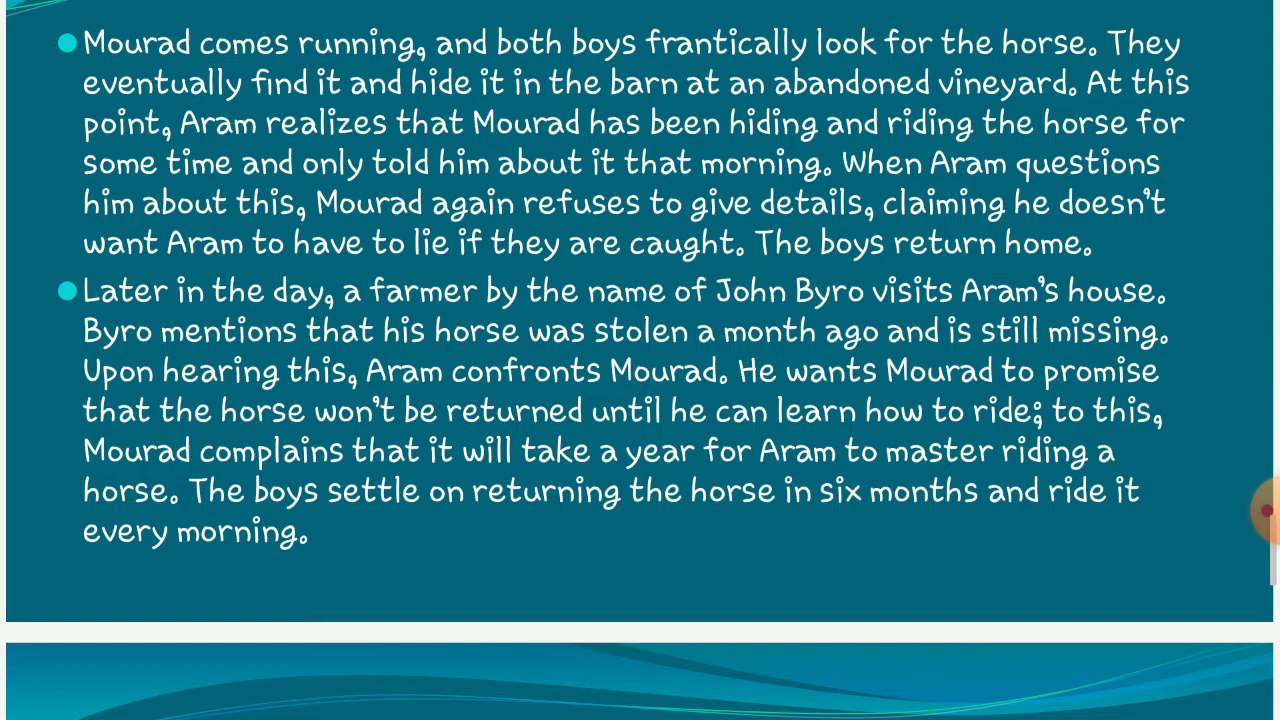 Mourad comes running, and both boys frantically look for the horse. They
eventually find it and hide it in the barn at an abandoned vineyard. At this
point, Aram realizes that Mourad has been hiding and riding the horse for
some time and only told him about it that morning. When Aram questions
him about this, Mourad again refuses to give details, claiming he doesn't
want Aram to have to lie if they are caught. The boys return home.
Later in the day, a farmer by the name of John Byro visits Aram's house.
Byro mentions that his horse was stolen a month ago and is still missing.
Upon hearing this, Aram confronts Mourad. He wants Mourad to promise
that the horse won't be returned until he can learn how to ride; to this,
Mourad complains that it will take a year for Aram to master riding a
horse. The boys settle on returning the horse in six months and ride it
every morning.